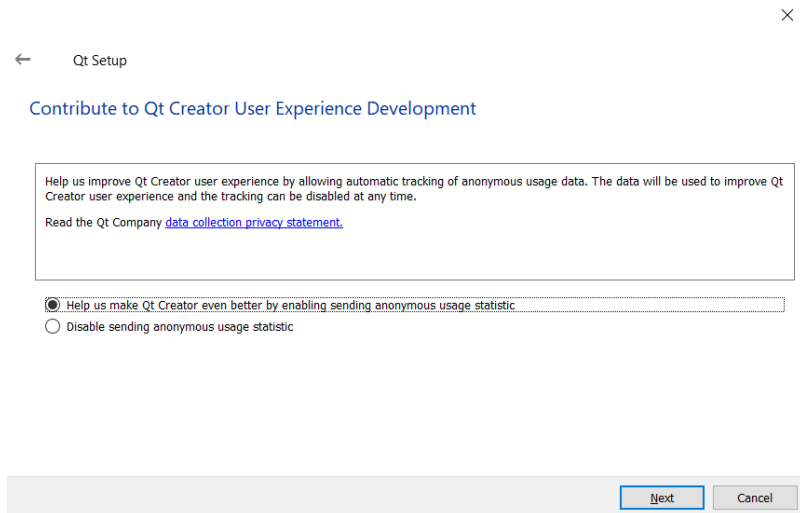 Qt Setup
Contribute to Qt Creator User Experience Development
Help us improve Qt Creator user experience by allowing automatic tracking of anonymous usage data. The data will be used to improve Qt
Creator user experience and the tracking can be disabled at any time.
Read the Qt Company data collection privacy statement.
Help us make Qt Creator even better by enabling sending anonymous usage statistic
Disable sending anonymous usage statistic
Next
Cancel